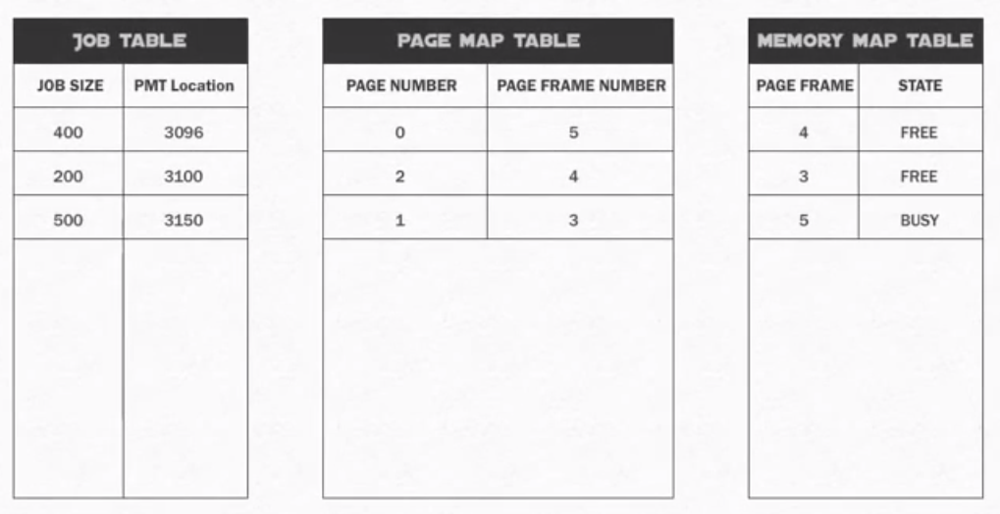 JOB TABLE
JOB SIZE PMT Location
400 3096
200 3100
500 3150
PAGE MAP TABLE
PAGE NUMBER PAGE FRAME NUMBER
0 5
2 4
1 3
MEMORY MAP TABLE
PAGE FRAME STATE
4 FREE
3 FREE
5 BUSY